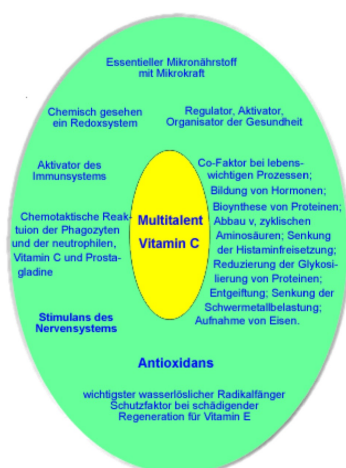 Essentieller Mikronährstoff
mit Mikrokraft
Chemisch gesehen
ein Redoxsystem
Regulator, Aktivator,
Organisator der Gesundheit
Aktivator des
Immunsystems
Chemotaktische Reak-
tuion der Phagozyten
und der neutrophilen,
Vitamin C und Prosta-
gladine
Stimulans des
Nervensystems
Multitalent
Vitamin C
Co-Faktor bei lebens-
wichtigen Prozessen;
Bildung von Hormonen;
Bioynthese von Proteinen;
Abbau v, zyklischen
Aminosäuren; Senkung
der Histaminfreisetzung;
Reduzierung der Glykosi-
lierung von Proteinen;
Entgeiftung; Senkung der
Schwermetallbelastung;
Aufnahme von Eisen.
Antioxidans
wichtigster wasserlöslicher Radikalfänger
Schutzfaktor bei schädigender
Regeneration für Vitamin E